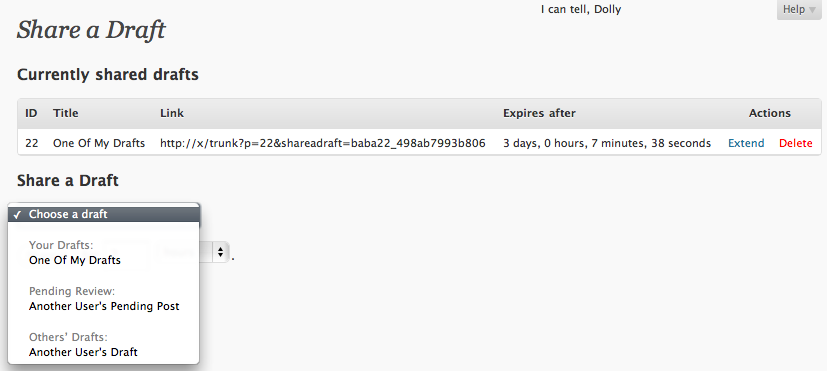 I can tell, Dolly
Help
Share a Draft
Currently shared drafts
ID Title Link Expires after Actions
22 One Of My Drafts http://x/trunk?p=22&shareadraft=baba22_498ab7993b806 3 days, 0 hours, 7 minutes, 38 seconds Extend Delete
Share a Draft
✓ Choose a draft
Your Drafts:
One Of My Drafts
.
Pending Review:
Another User's Pending Post
Others' Drafts:
Another User's Draft